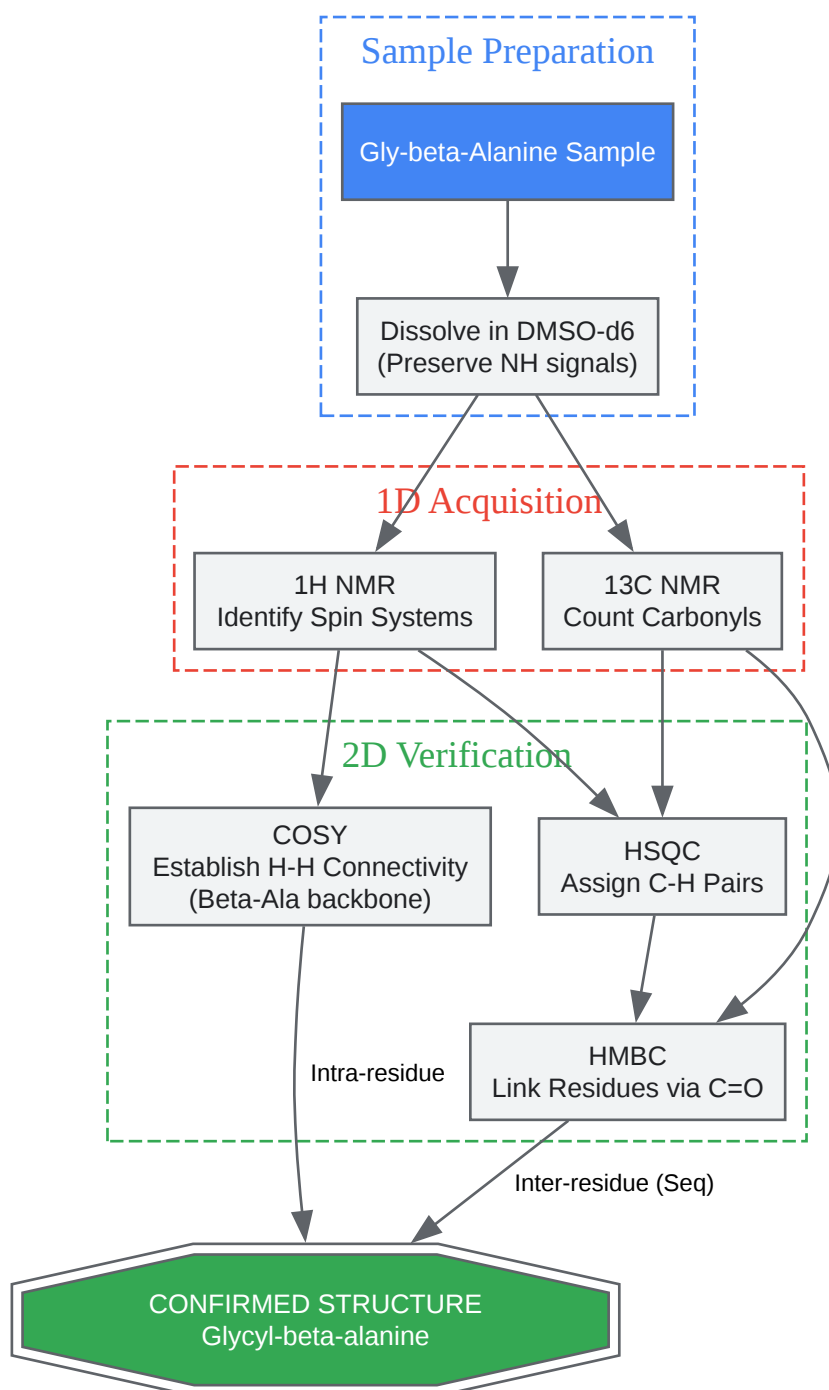 Sample Preparation
Gly-beta-Alanine Sample
Dissolve in DMSO-d6
(Preserve NH signals)
1D Acquisition
1H NMR
Identify Spin Systems
13C NMR
Count Carbonyls
2D Verification
COSY
Establish H-H Connectivity
(Beta-Ala backbone)
HSQC
Assign C-H Pairs
HMBC
Link Residues via C=O
Intra-residue
Inter-residue (Seq)
CONFIRMED STRUCTURE
Glycyl-beta-alanine